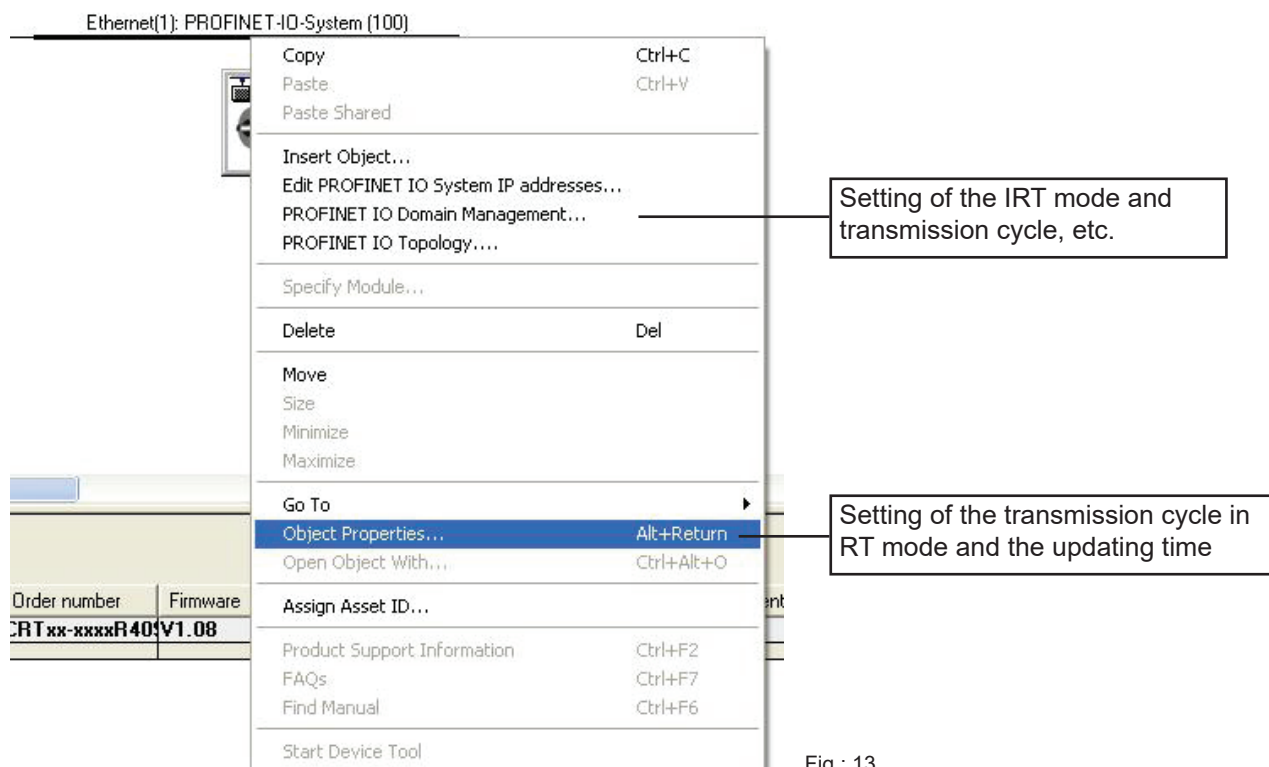 Ethernet(1): PROFINET-IO-System (100)
Copy Ctrl+C
Paste Ctrl+V
Paste Shared
Insert Object...
Edit PROFINET IO System IP addresses...
PROFINET IO Domain Management...
PROFINET IO Topology....
Setting of the IRT mode and
transmission cycle, etc.
Specify Module...
Delete Del
Move
Size
Minimize
Maximize
Go To
Object Properties... Alt+Return
Open Object With... Ctrl+Alt+O
Setting of the transmission cycle in
RT mode and the updating time
Assign Asset ID...
Product Support Information Ctrl+F2
FAQs Ctrl+F7
Find Manual Ctrl+F6
Start Device Tool
Order number Firmware
V1.08
Fig.: 13